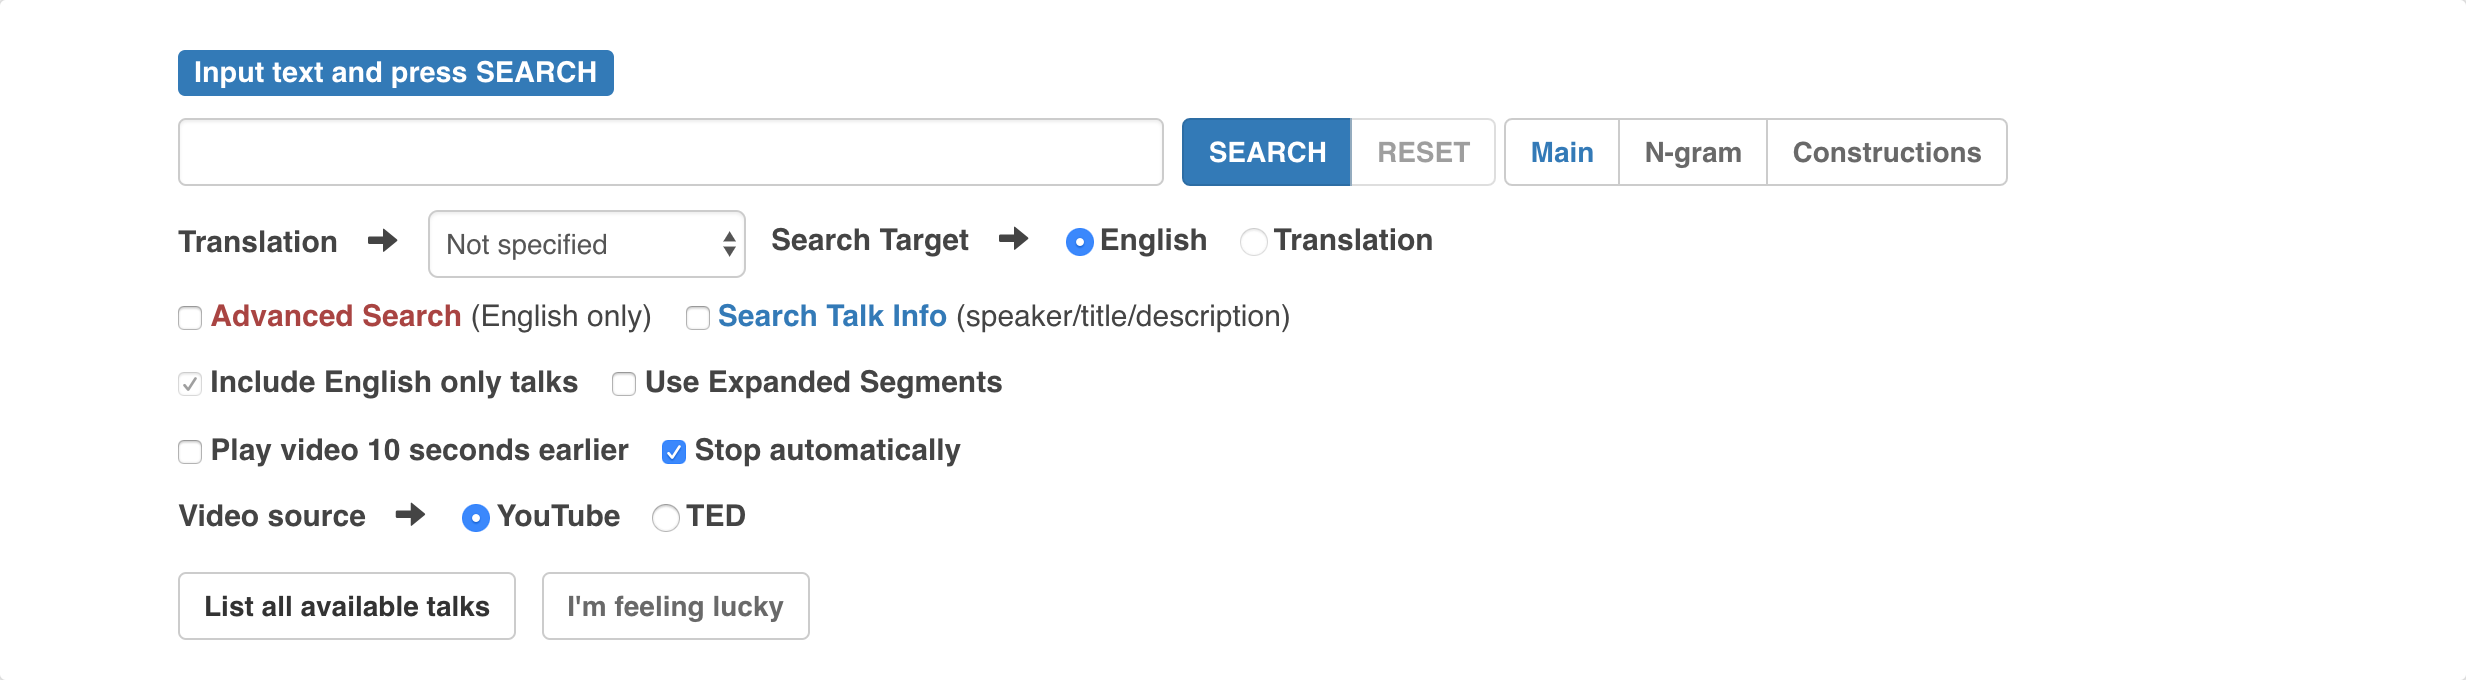 Input text and press SEARCH
SEARCH RESET Main N-gram Constructions
Translation Not specified Search Target English Translation
Advanced Search (English only) Search Talk Info (speaker/title/description)
Include English only talks Use Expanded Segments
Play video 10 seconds earlier Stop automatically
Video source YouTube TED
List all available talks I'm feeling lucky